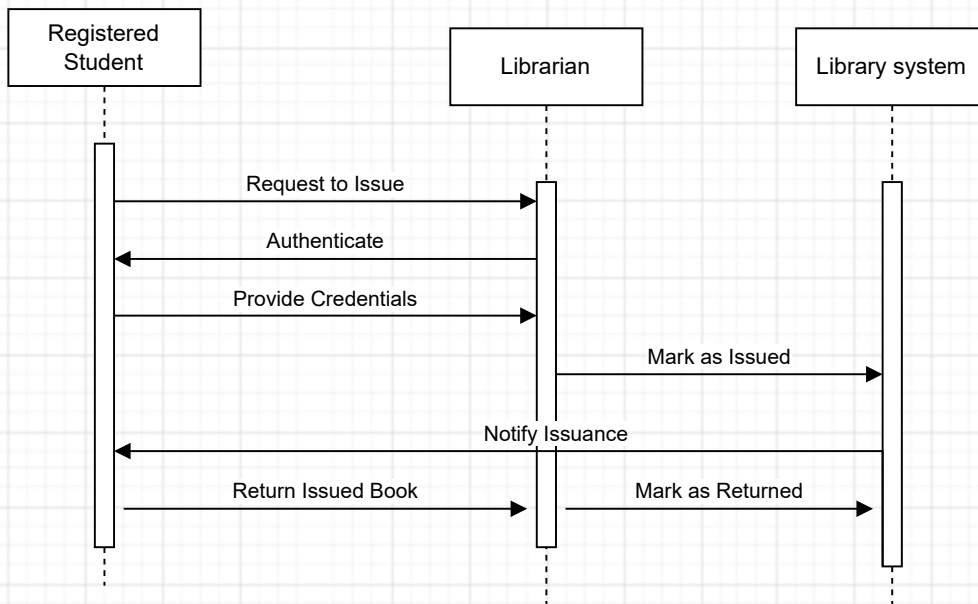 Registered
Student
Librarian
Library system
Request to Issue
Authenticate
Provide Credentials
Mark as Issued
Notify Issuance
Return Issued Book
Mark as Returned